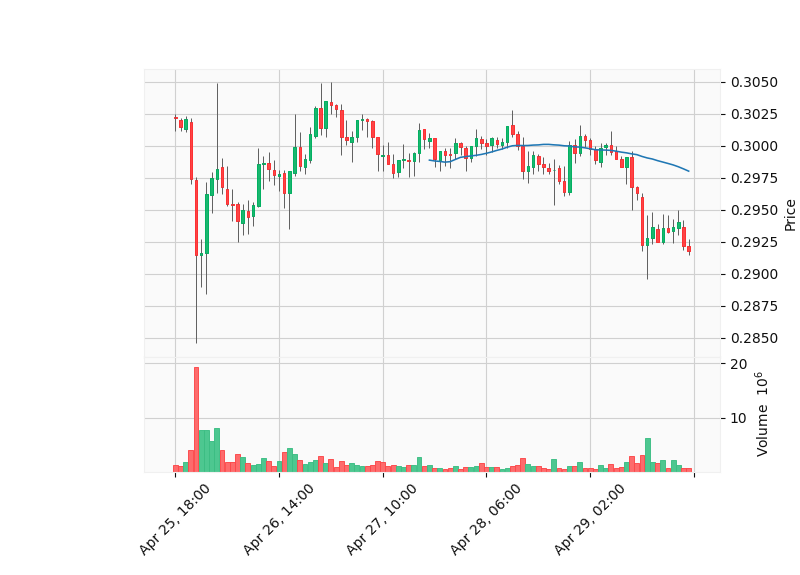 0.3050
0.3025
0.3000
0.2975
0.2950
0.2925
0.2900
0.2875
0.2850
Price
20
10
Volume 10^6
Apr 25, 18:00
Apr 26, 14:00
Apr 27, 10:00
Apr 28, 06:00
Apr 29, 02:00